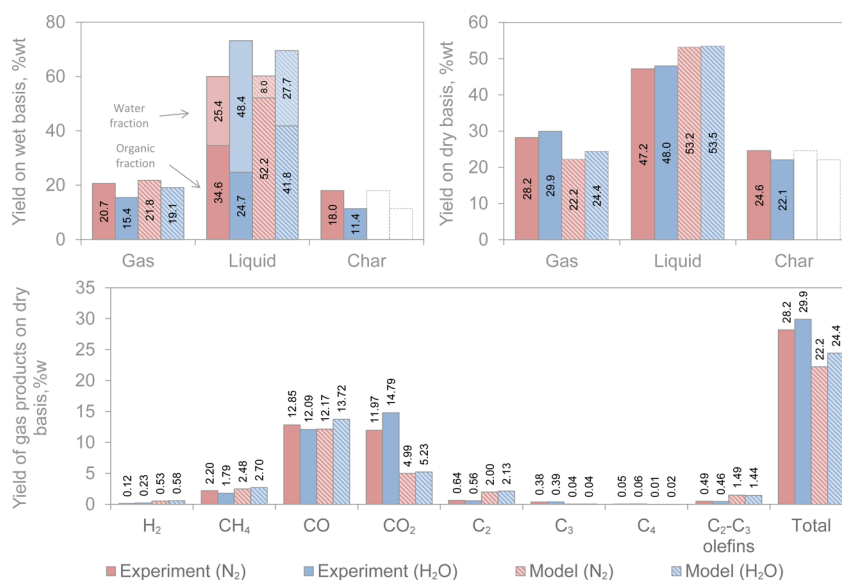 Yield on wet basis, %wt
80
60
40
20
0
Water
fraction
Organic
fraction
20.7
15.4
21.8
19.1
25.4
34.6
48.4
24.7
8.0
52.2
27.7
41.8
18.0
11.4
Gas
Liquid
Char
Yield on dry basis, %wt
60
50
40
30
20
10
0
28.2
29.9
22.2
24.4
47.2
48.0
53.2
53.5
24.6
22.1
Gas
Liquid
Char
Yield of gas products on dry
basis,%w
35
30
25
20
15
10
5
0
0.12
0.23
0.53
0.58
2.20
1.79
2.48
2.70
12.85
12.09
12.17
13.72
11.97
14.79
4.99
5.23
0.64
0.56
2.00
2.13
0.38
0.39
0.04
0.04
0.05
0.06
0.01
0.02
0.49
0.46
1.49
1.44
28.2
29.9
22.2
24.4
H₂
CH₄
CO
CO₂
C₂
C₃
C₄
C₂-C₃
olefins
Total
Experiment (N₂)
Experiment (H₂O)
Model (N₂)
Model (H₂O)